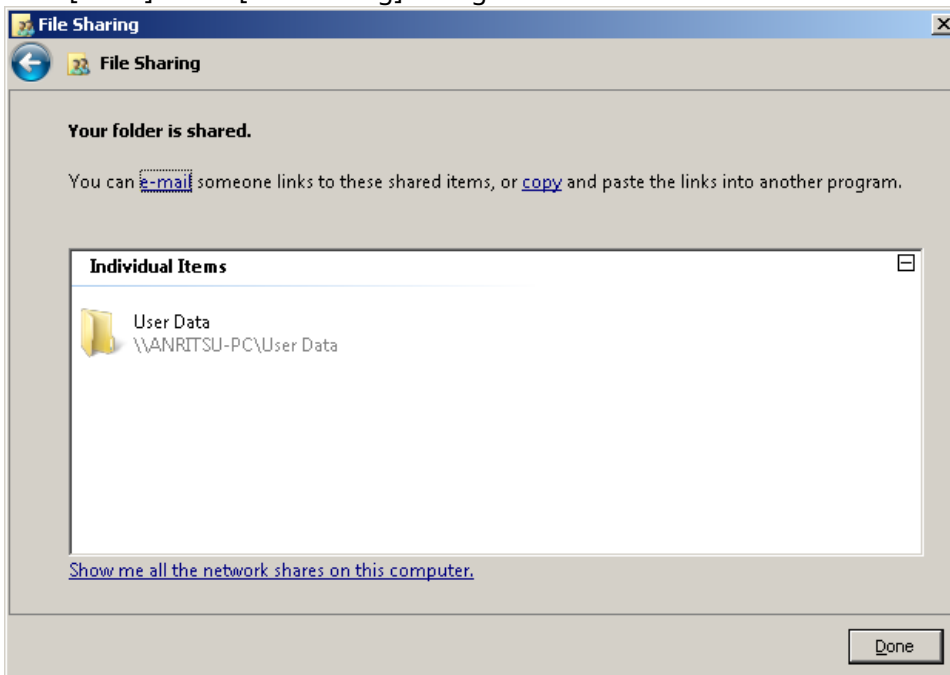 File Sharing
File Sharing
Your folder is shared.
You can e-mail someone links to these shared items, or copy and paste the links into another program.
Individual Items
User Data
\\ANRITSU-PC\User Data
Show me all the network shares on this computer.
Done